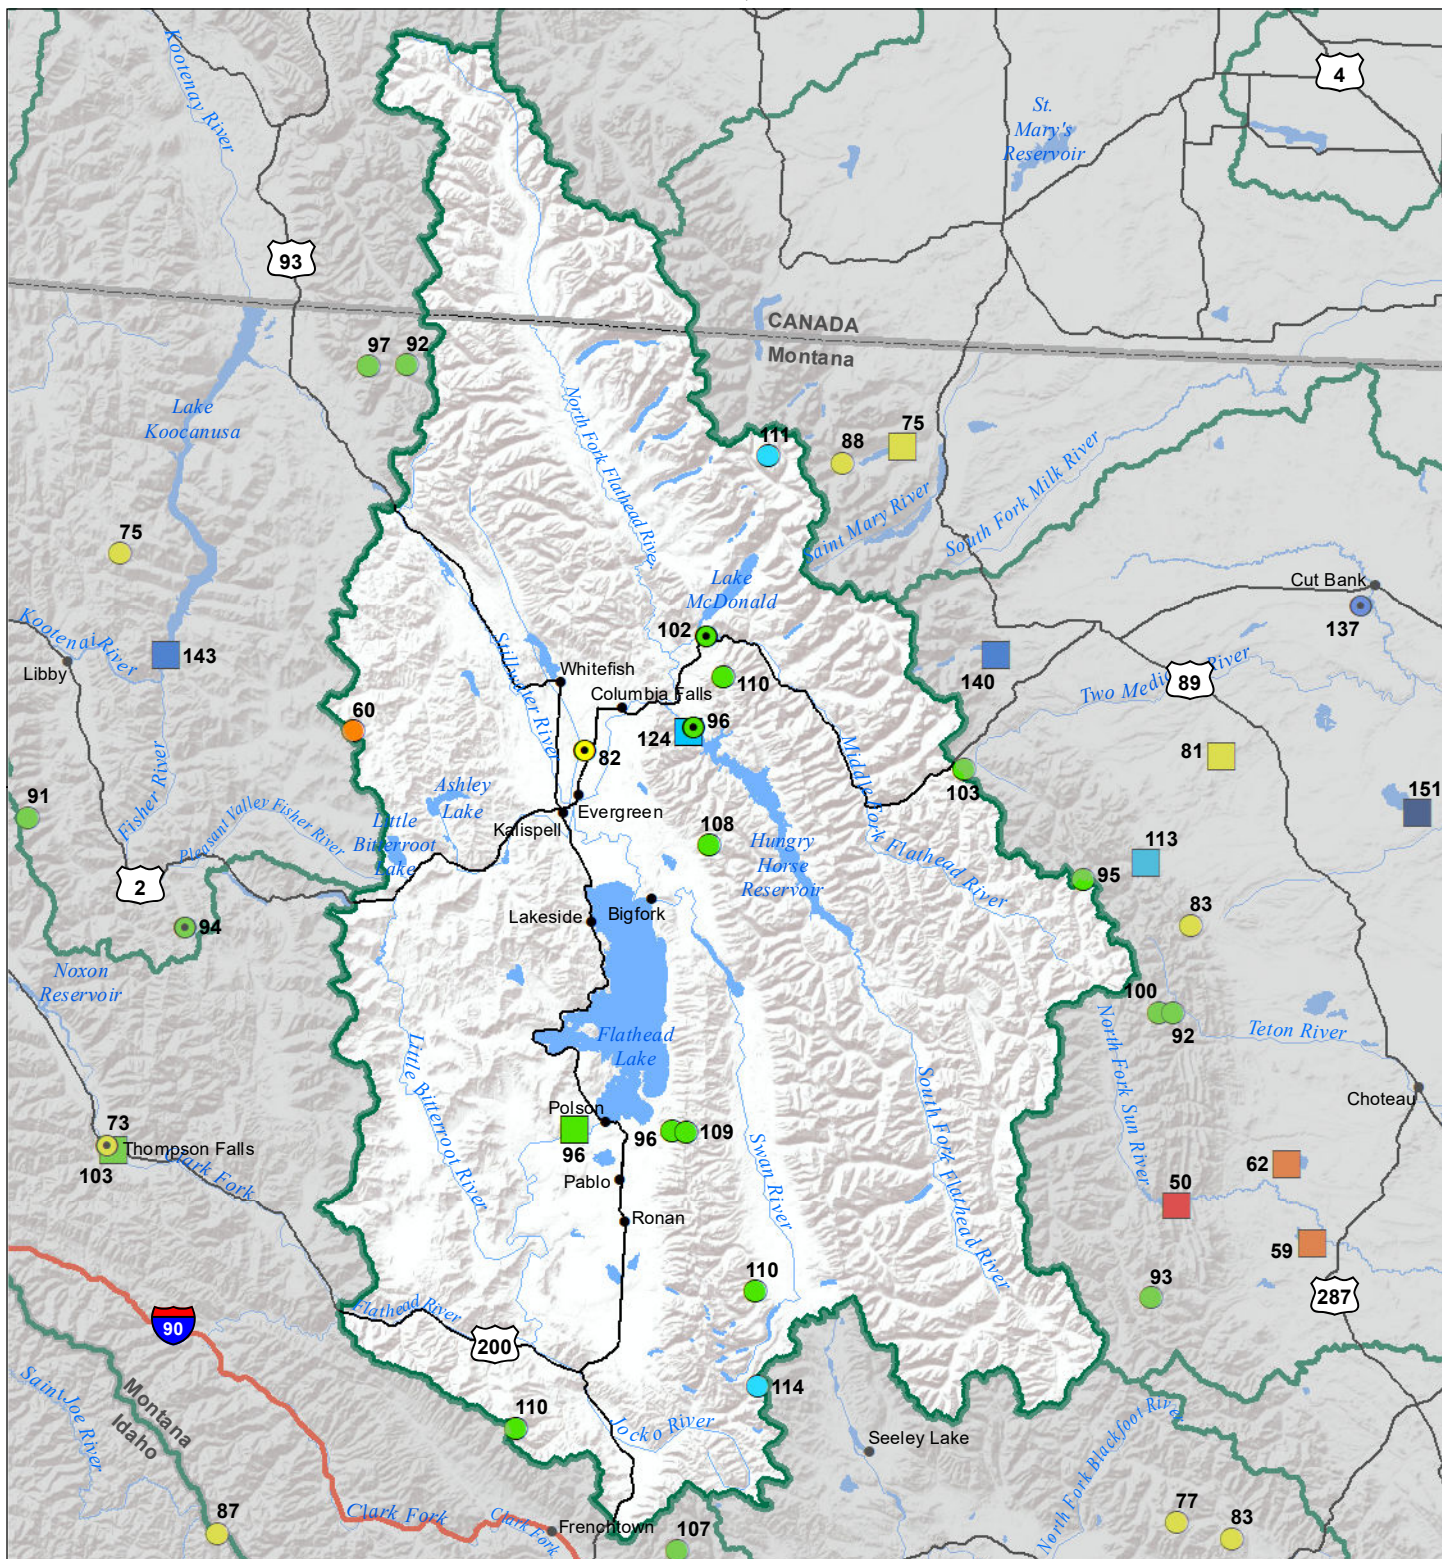 Kootenay River
4
St.
Mary's
Reservoir
93
CANADA
Montana
97
92
Lake
Koocanusa
North Fork Flathead River
111
88
75
Saint Mary River
South Fork Milk River
75
Cut Bank
137
Lake
McDonald
102
Kootenai River
143
Libby
Stillwater River
Whitefish
110
140
Two Medic River
89
Columbia Falls
60
96
124
82
Middle Fork Flathead River
103
81
Fisher River
Ashley
Lake
91
Pleasant Valley Fisher River
Little
Bitterroot
Lake
Evergreen
Kalispell
108
Hungry
Horse
Reservoir
151
113
95
2
83
Lakeside
Bigfork
94
Noxon
Reservoir
100
92
North Fork Sun River
Teton River
Flathead
Lake
Little Bitterroot River
South Fork Flathead River
Choteau
Polson
73
Thompson Falls
103
Clark Fork
96
96
109
Swan River
62
Pablo
50
Ronan
59
110
93
287
Flathead River
90
200
114
Saint Joe River
Montana
Idaho
110
Jocko River
North Fork Blackfoot River
Seeley Lake
87
Clark Fork
Clark Fork
Frenchtown
107
77
83